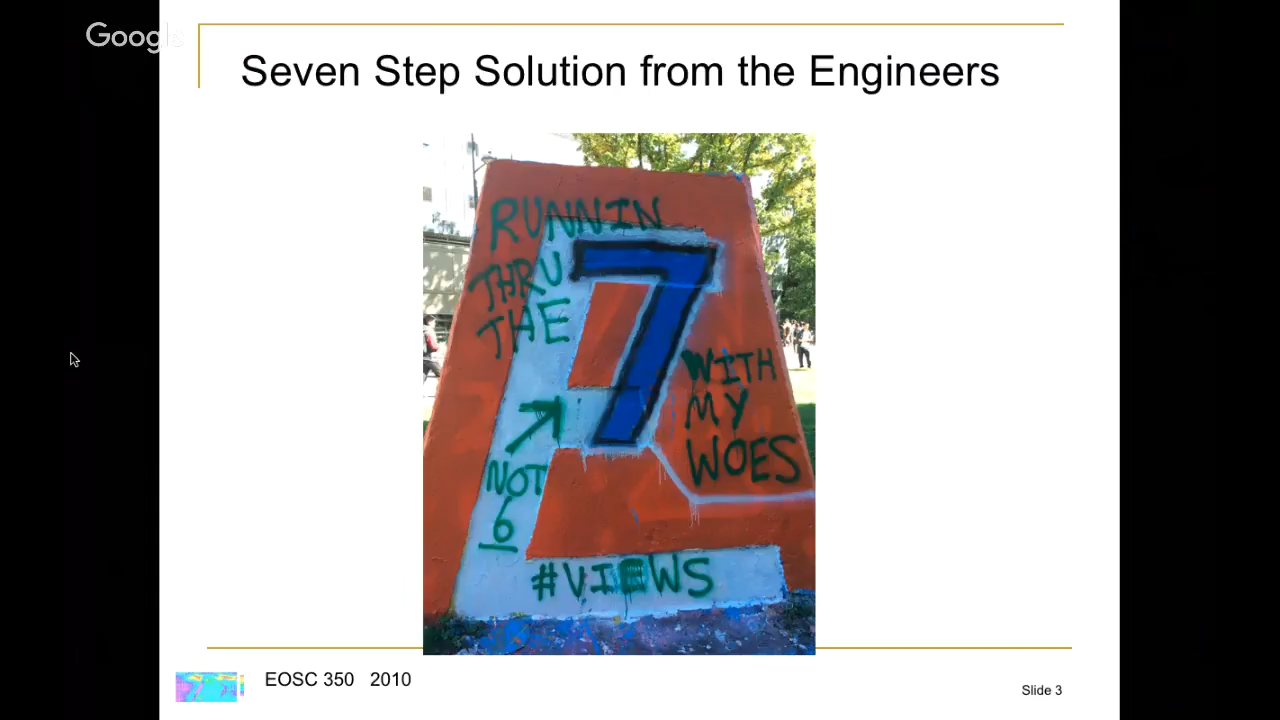 Google
Seven Step Solution from the Engineers
RUNNIN
THRU
THE
7
WITH
MY
WOES
NOT
6
#VIEWS
EOSC 350 2010
Slide 3